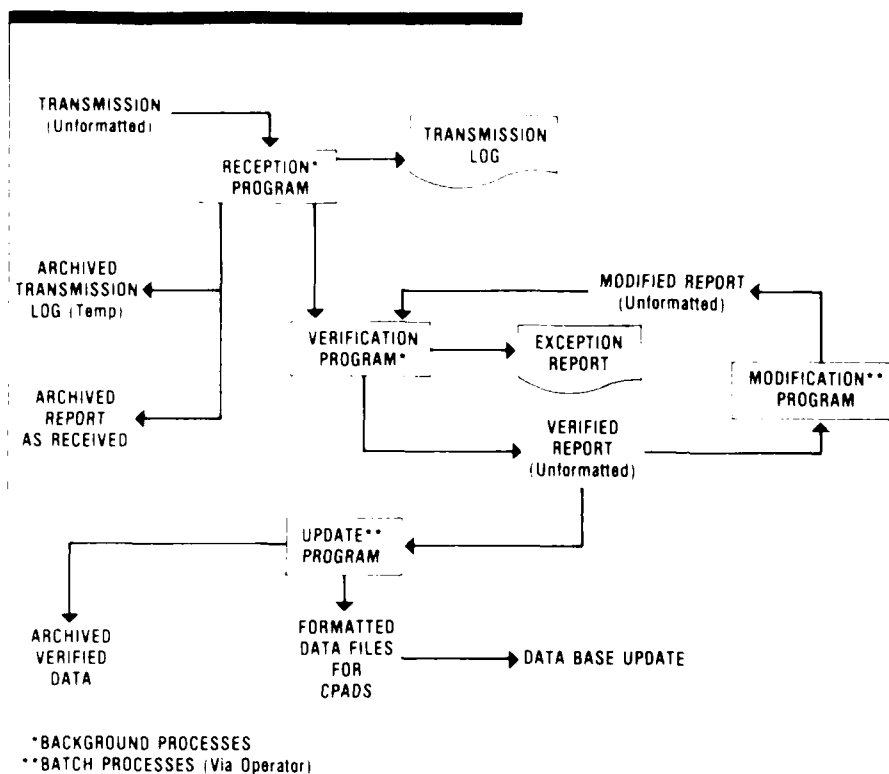 TRANSMISSION
(Unformatted)
TRANSMISSION
LOG
RECEPTION*
PROGRAM
ARCHIVED
TRANSMISSION
LOG (Temp)
MODIFIED REPORT
(Unformatted)
VERIFICATION
PROGRAM*
EXCEPTION
REPORT
MODIFICATION**
PROGRAM
ARCHIVED
REPORT
AS RECEIVED
VERIFIED
REPORT
(Unformatted)
UPDATE**
PROGRAM
ARCHIVED
VERIFIED
DATA
FORMATTED
DATA FILES
FOR
CPADS
DATA BASE UPDATE
*BACKGROUND PROCESSES
**BATCH PROCESSES (Via Operator)